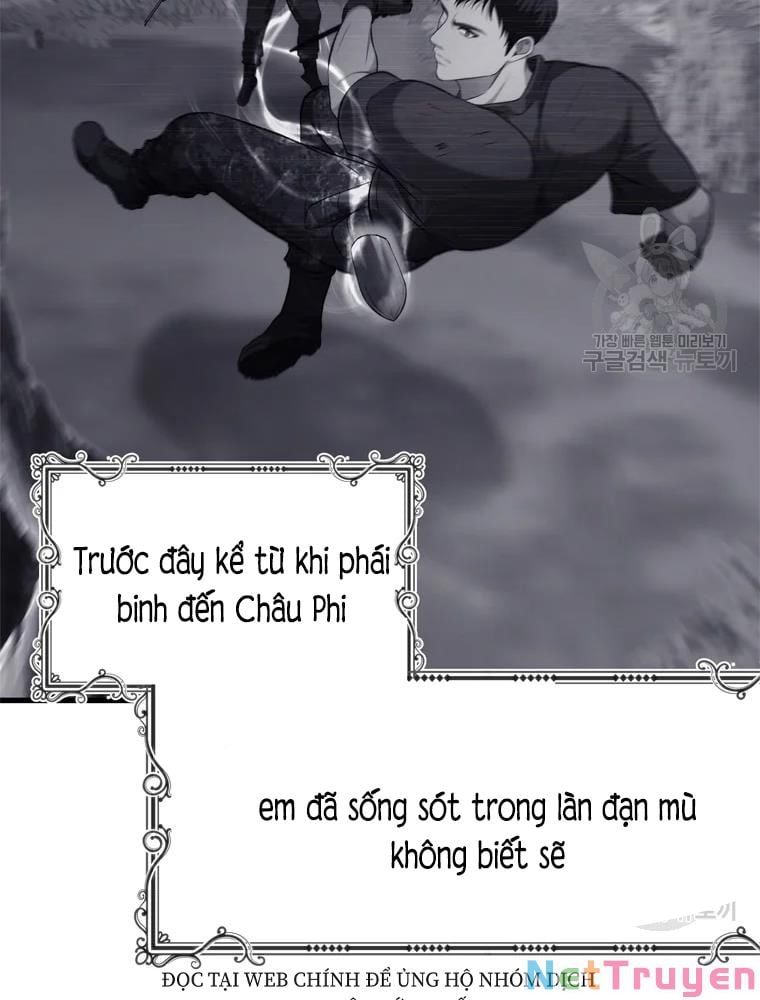 가장 빠른 웹툰 미리보기
구글검색 뉴토끼
Trước đây kể từ khi phái
binh đến Châu Phi
em đã sống sót trong làn đạn mù
không biết sẽ
ĐỌC TẠI WEB CHÍNH ĐỂ ỦNG HỘ NHÓM DỊCH
NetTruyen